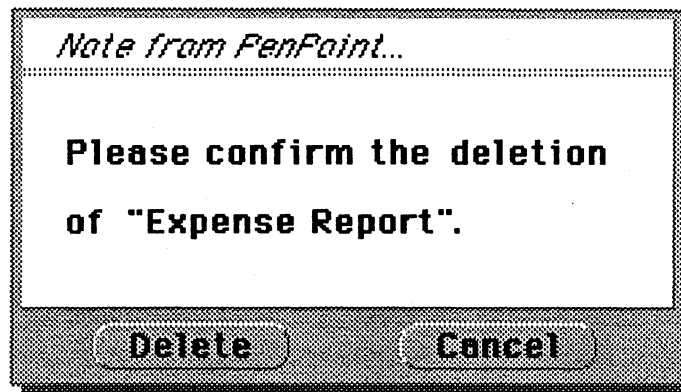 Note from PenPoint...
Please confirm the deletion
of "Expense Report".
Delete Cancel